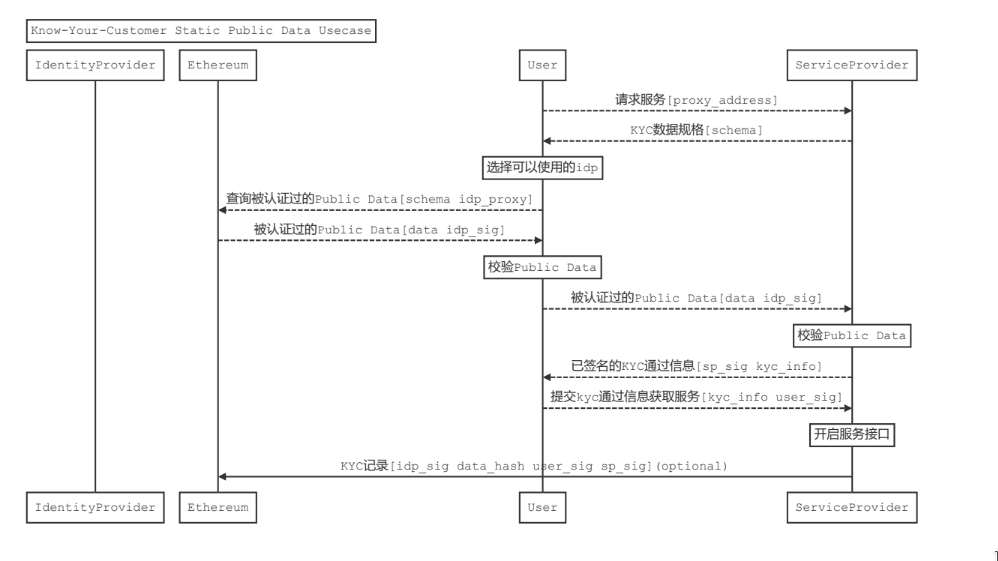 Know-Your-Customer Static Public Data Usecase
IdentityProvider Ethereum User ServiceProvider
请求服务[proxy_address]
KYC数据规格[schema]
选择可以使用的idp
查询被认证过的Public Data[schema idp_proxy]
被认证过的Public Data[data idp_sig]
校验Public Data
被认证过的Public Data[data idp_sig]
校验Public Data
已签名的KYC通过信息[sp_sig kyc_info]
提交kyc通过信息获取服务[kyc_info user_sig]
开启服务接口
KYC记录[idp_sig data_hash user_sig sp_sig](optional)
IdentityProvider Ethereum User ServiceProvider